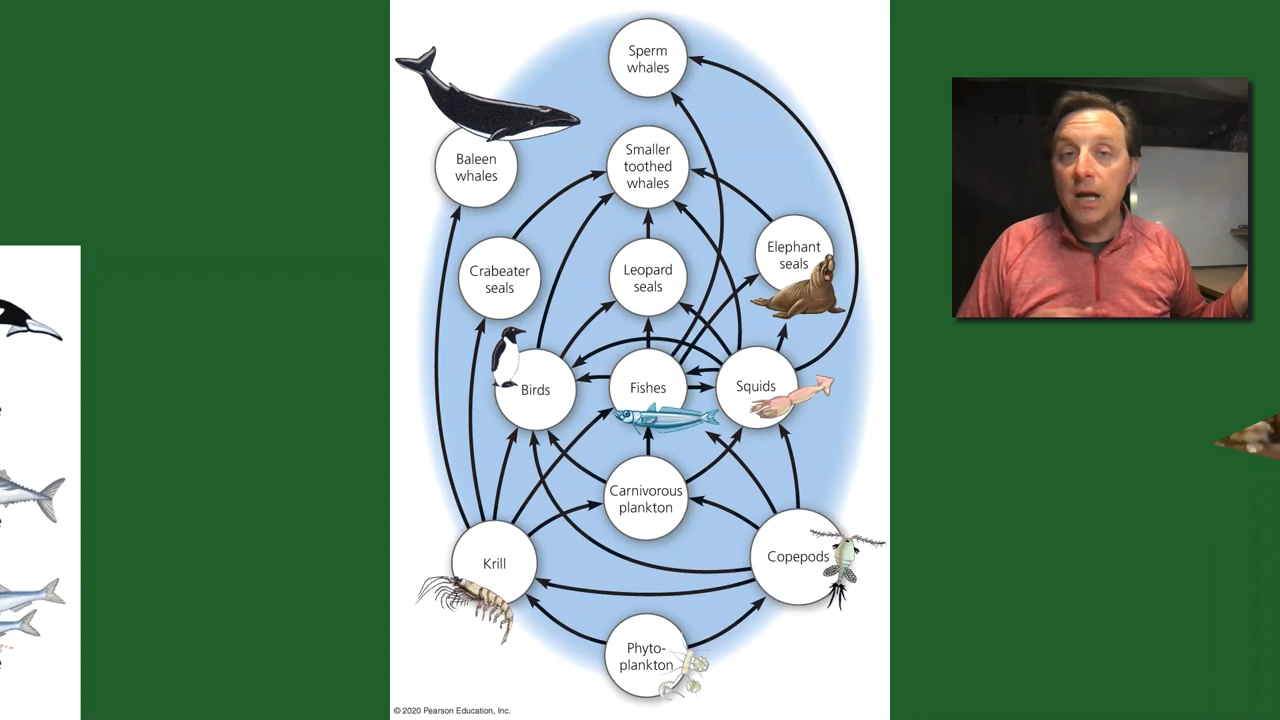 Sperm
whales
Baleen
whales
Smaller
toothed
whales
Elephant
seals
Crabeater
seals
Leopard
seals
Birds
Fishes
Squids
Carnivorous
plankton
Krill
Copepods
Phyto-
plankton
© 2020 Pearson Education, Inc.